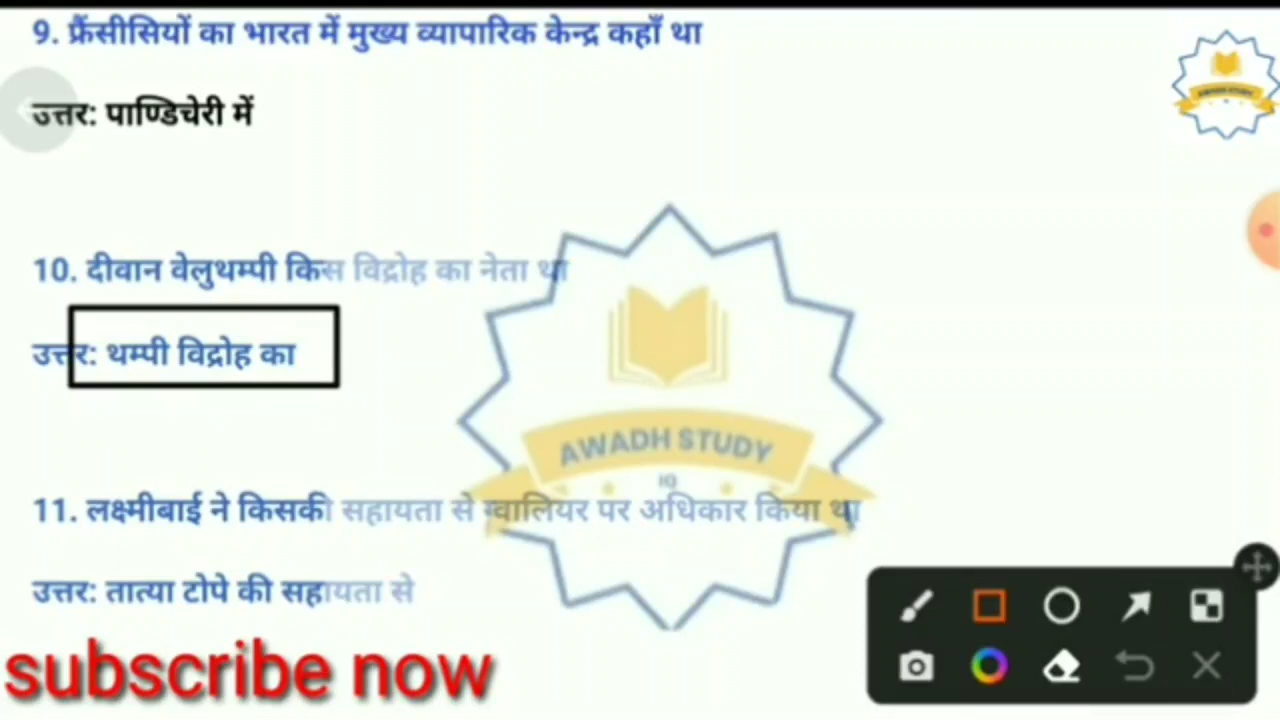 9. फ्रैंसीसियों का भारत में मुख्य व्यापारिक केन्द्र कहाँ था
उत्तर: पाण्डिचेरी में
10. दीवान वेलुथम्पी किस विद्रोह का नेता था
उत्तर: थम्पी विद्रोह का
AWADH STUDY
IQ
11. लक्ष्मीबाई ने किसकी सहायता से ग्वालियर पर अधिकार किया था
उत्तर: तात्या टोपे की सहायता से
subscribe now